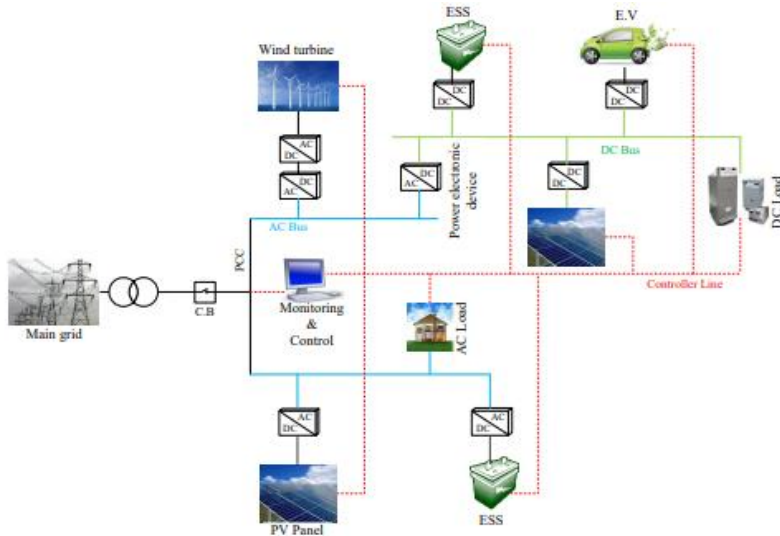 ESS
E.V
Wind turbine
DC
DC
DC
DC
AC
DC
DC
AC
DC
AC
DC
DC
DC Bus
Power electronic
device
DC Load
AC Bus
PCC
Controller Line
C.B
Main grid
Monitoring
&
Control
AC Load
AC
DC
AC
DC
PV Panel
ESS